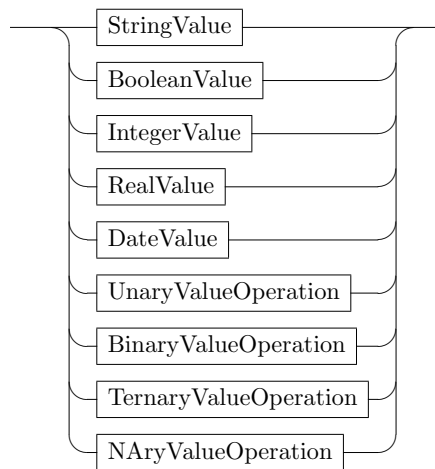 StringValue
BooleanValue
IntegerValue
RealValue
DateValue
UnaryValueOperation
BinaryValueOperation
TernaryValueOperation
NAryValueOperation